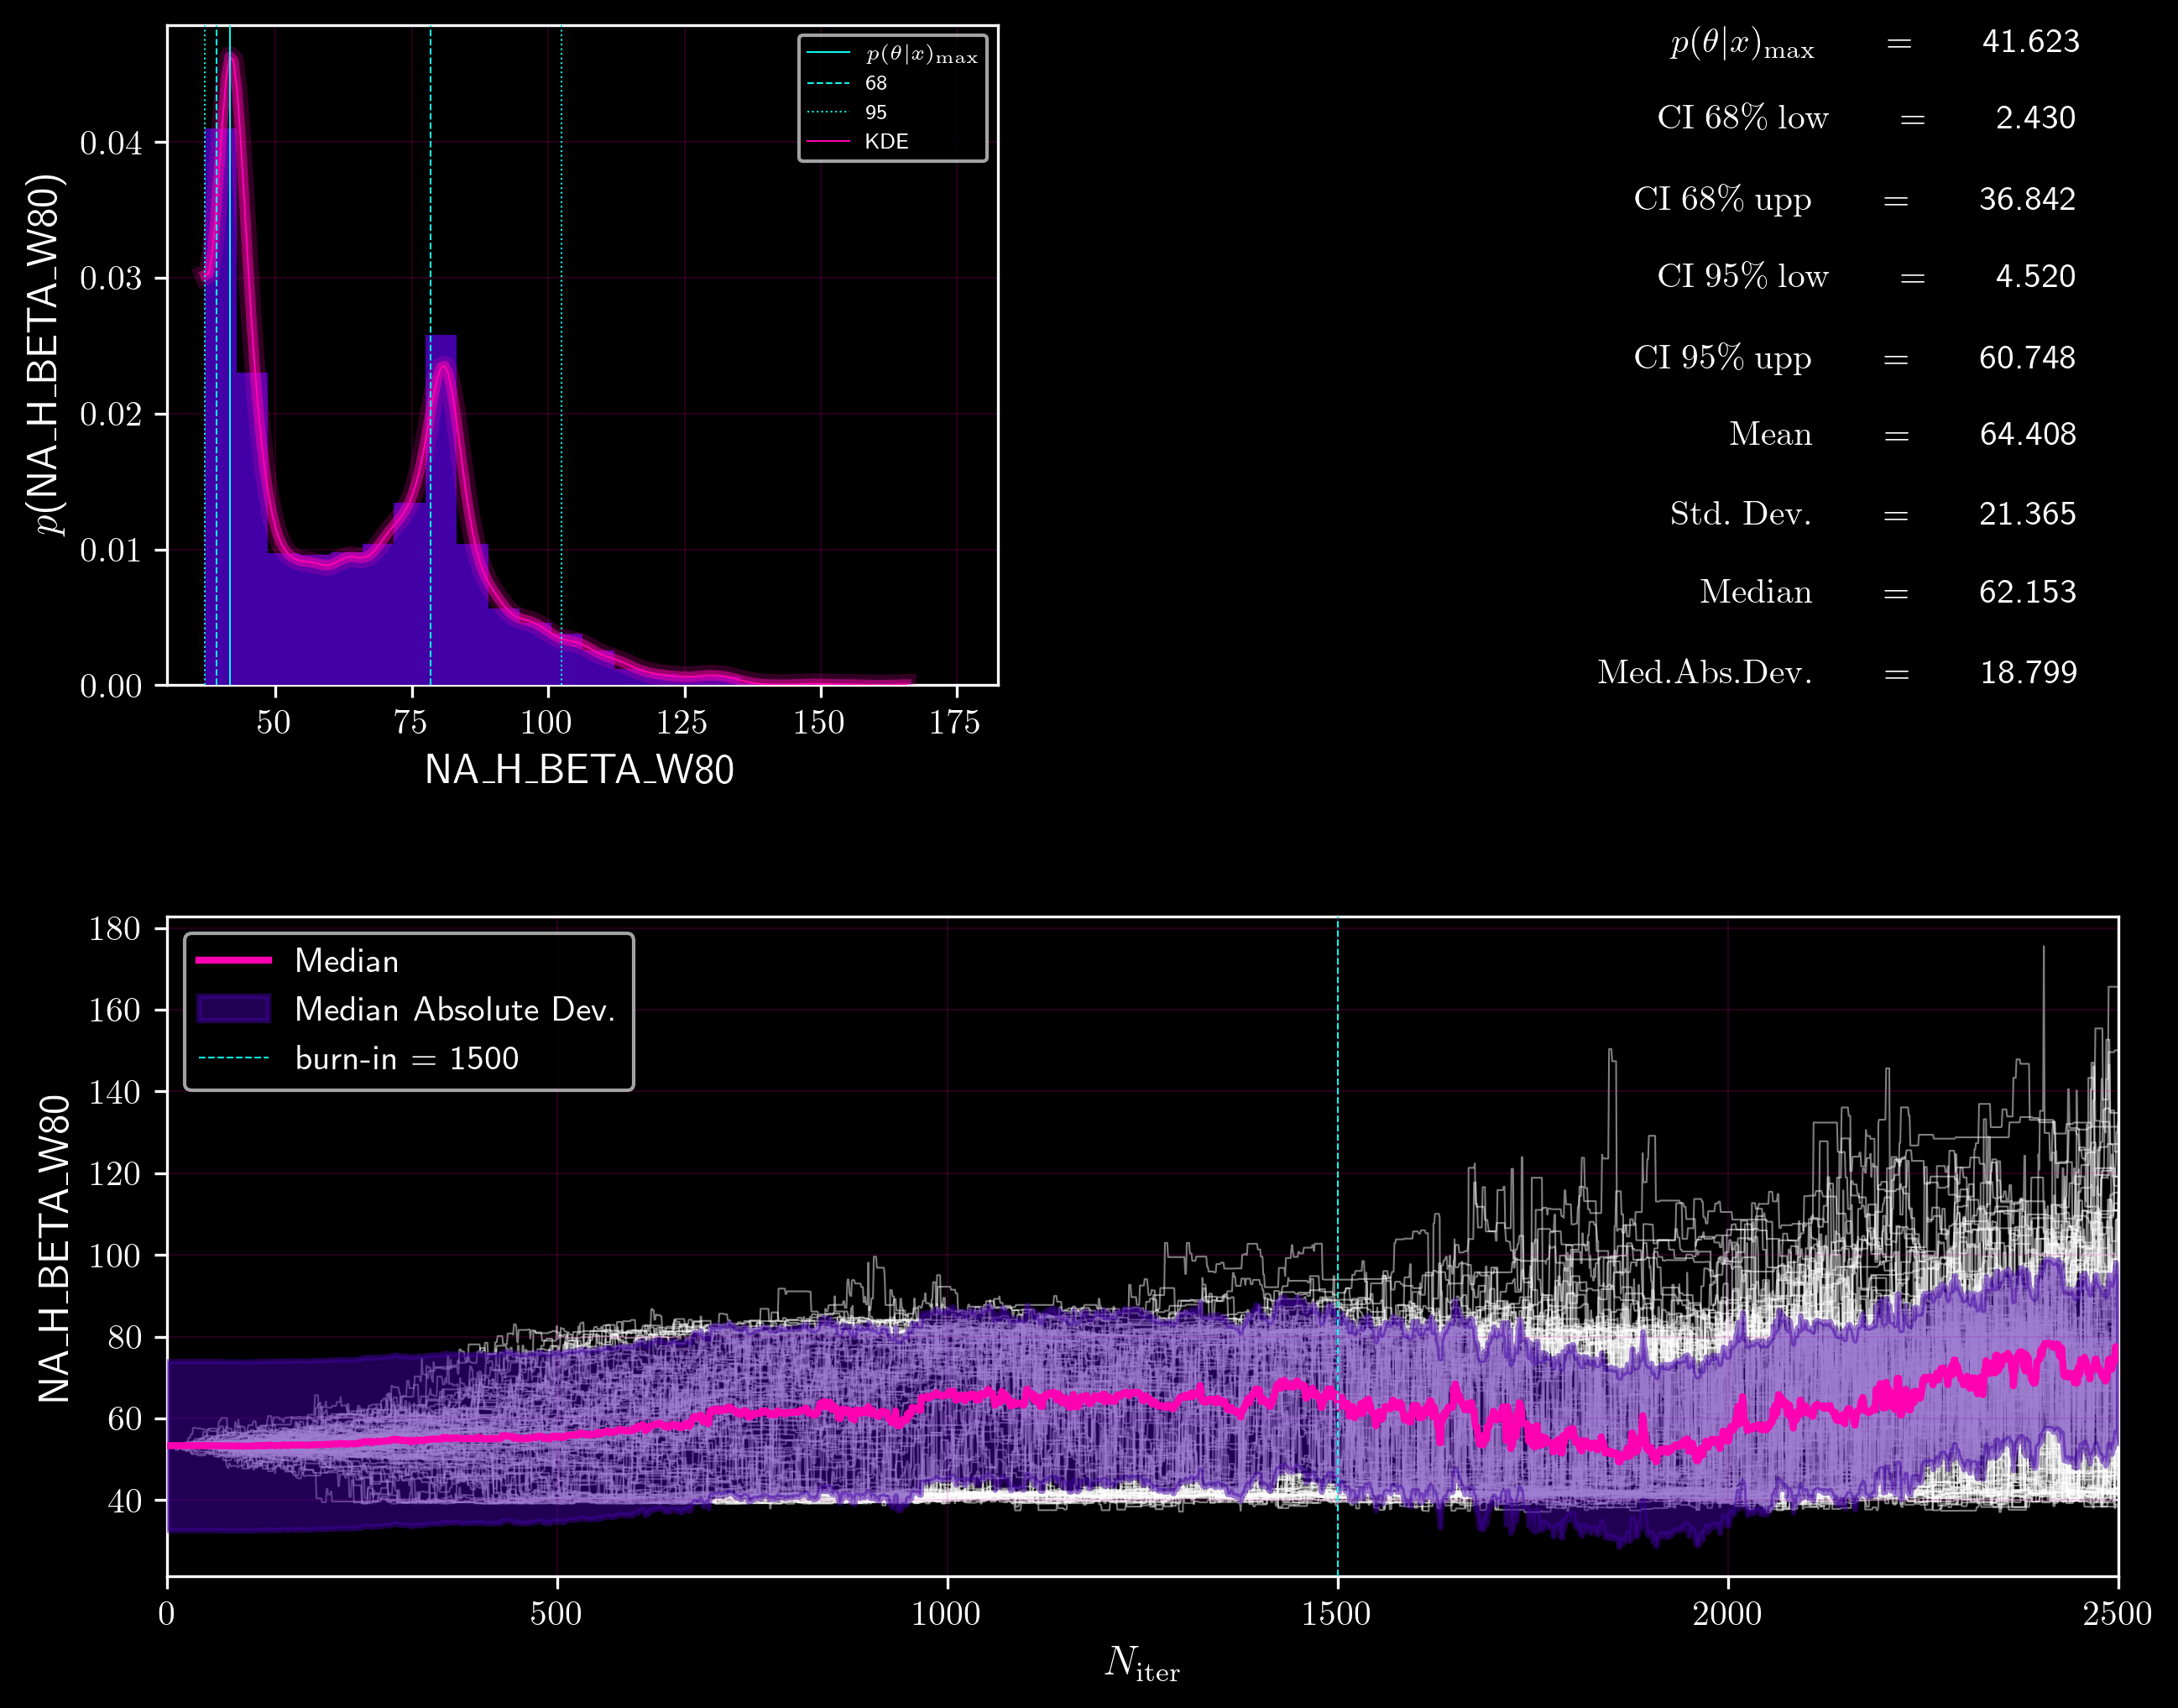 p(NA_H_BETA_W80)
0.04
0.03
0.02
0.01
0.00
50 75 100 125 150 175
NA_H_BETA_W80
p(θ|x)max
68
95
KDE
p(θ|x)max = 41.623
CI 68% low = 2.430
CI 68% upp = 36.842
CI 95% low = 4.520
CI 95% upp = 60.748
Mean = 64.408
Std. Dev. = 21.365
Median = 62.153
Med.Abs.Dev. = 18.799
NA_H_BETA_W80
180
160
140
120
100
80
60
40
Median
Median Absolute Dev.
burn-in = 1500
0 500 1000 1500 2000 2500
Niter